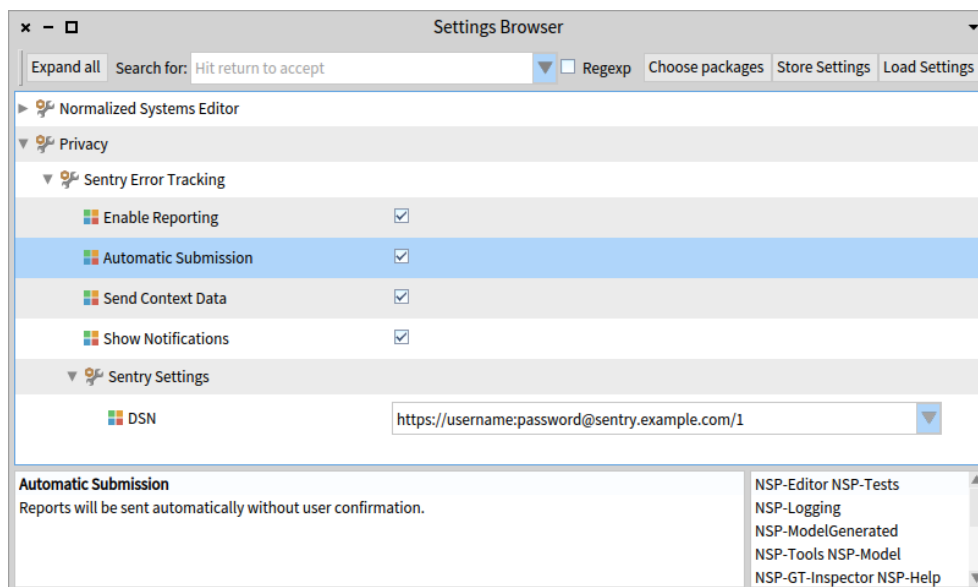 Settings Browser
Expand all Search for: Hit return to accept Regexp Choose packages Store Settings Load Settings
Normalized Systems Editor
Privacy
Sentry Error Tracking
Enable Reporting
Automatic Submission
Send Context Data
Show Notifications
Sentry Settings
DSN https://username:password@sentry.example.com/1
Automatic Submission
Reports will be sent automatically without user confirmation.
NSP-Editor NSP-Tests
NSP-Logging
NSP-ModelGenerated
NSP-Tools NSP-Model
NSP-GT-Inspector NSP-Help